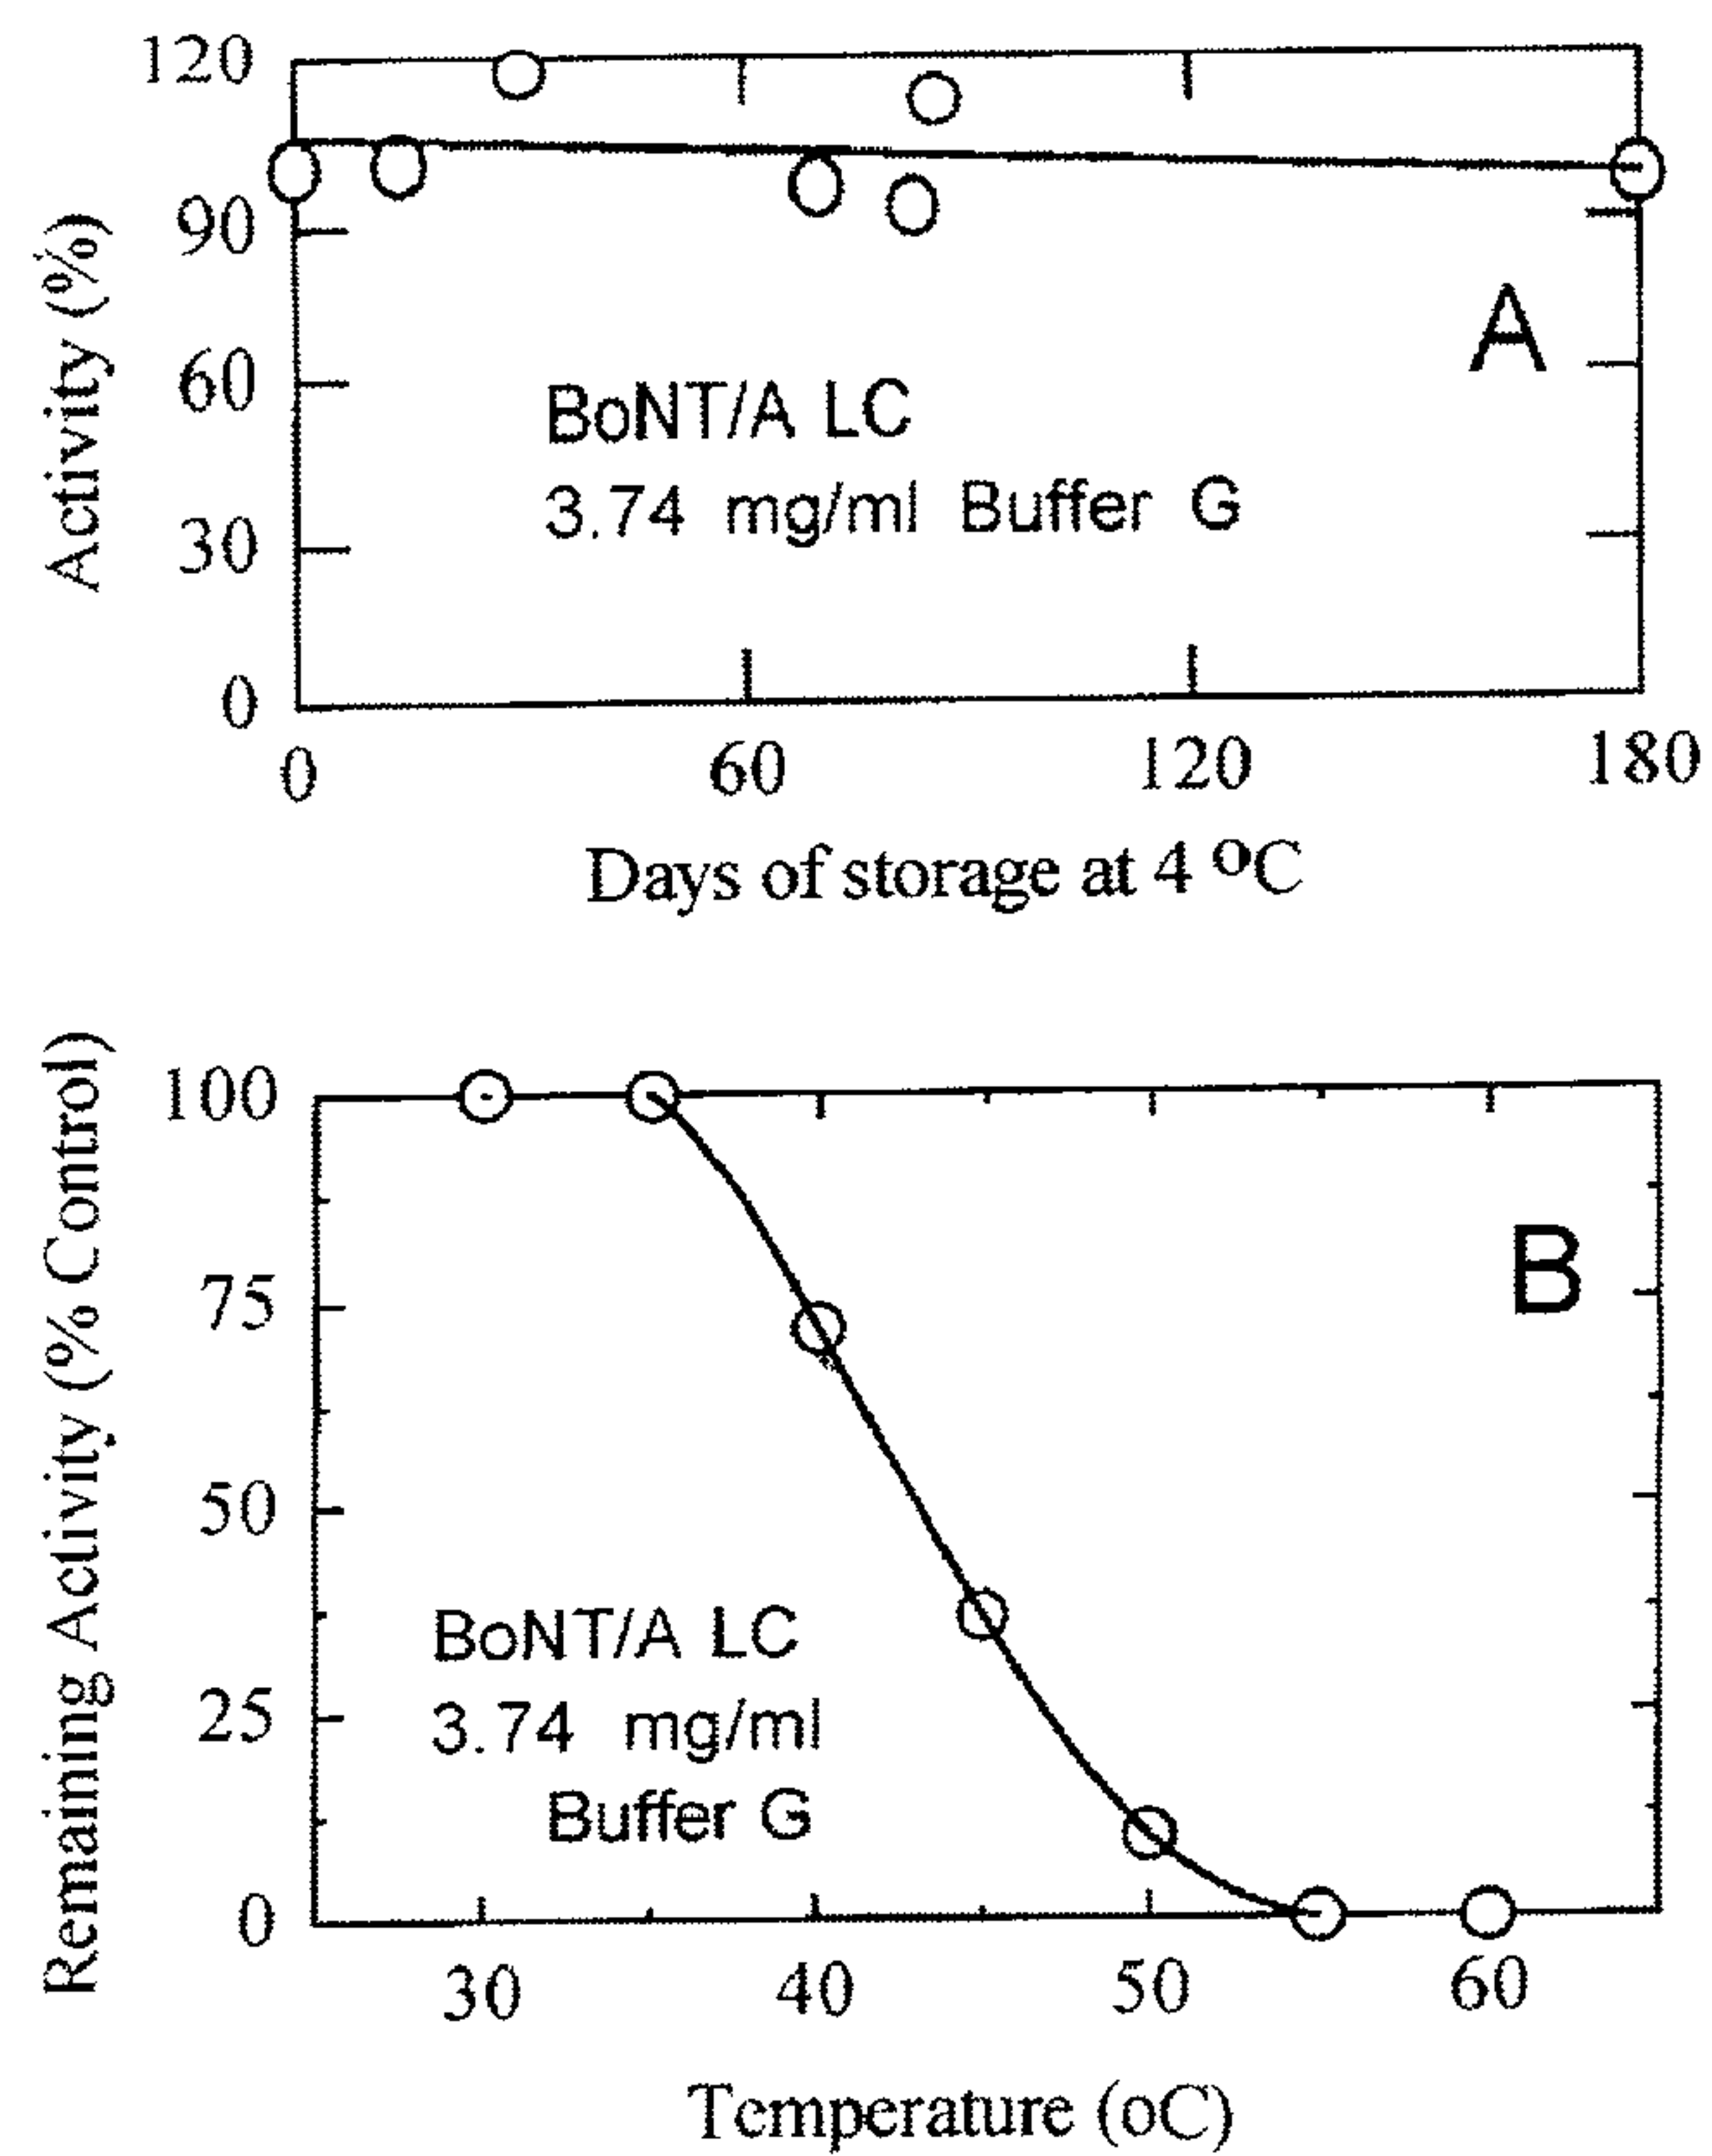 120
90
60
30
0
Activity (%)
A
BoNT/A LC
3.74 mg/ml Buffer G
0 60 120 180
Days of storage at 4 °C
100
75
50
25
0
Remaining Activity (% Control)
B
BoNT/A LC
3.74 mg/ml
Buffer G
30 40 50 60
Temperature (oC)